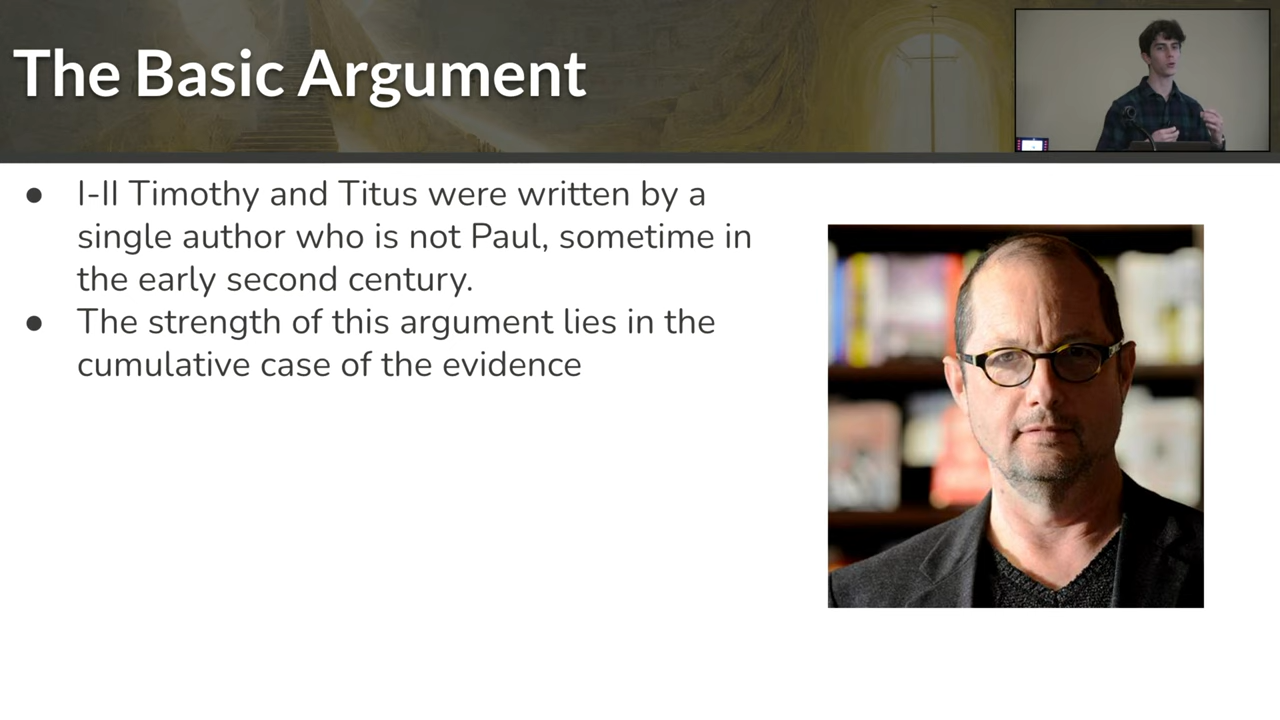 The Basic Argument
● I-II Timothy and Titus were written by a
single author who is not Paul, sometime in
the early second century.
● The strength of this argument lies in the
cumulative case of the evidence